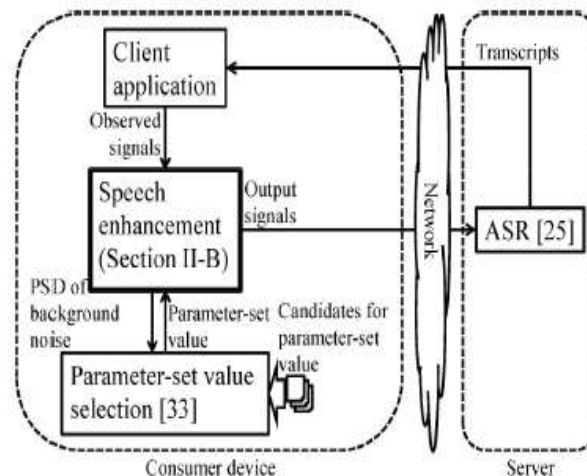 Client
application
Transcripts
Observed
signals
Speech
enhancement
(Section II-B)
Output
signals
Network
ASR [25]
PSD of
background
noise
Parameter-set
value
Candidates for
parameter-set
value
Parameter-set value
selection [33]
Consumer device
Server